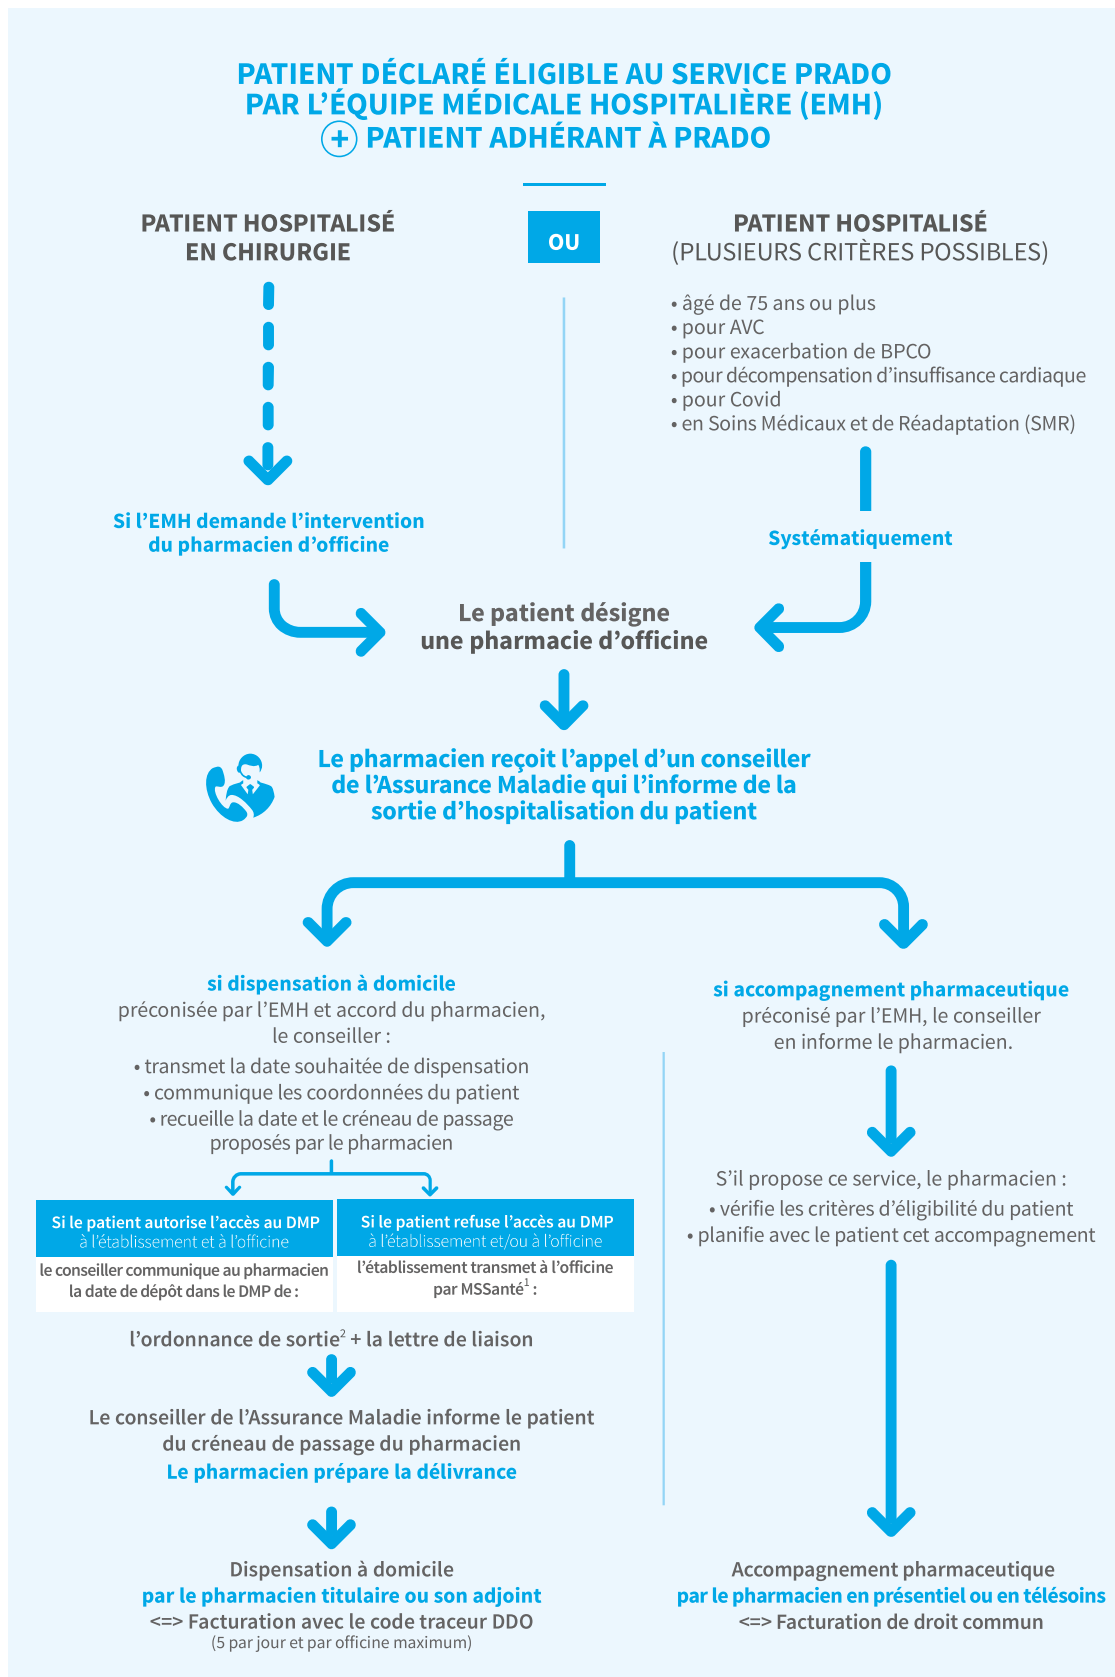 PATIENT DÉCLARÉ ÉLIGIBLE AU SERVICE PRADO
PAR L’ÉQUIPE MÉDICALE HOSPITALIÈRE (EMH)
+ PATIENT ADHÉRANT À PRADO
PATIENT HOSPITALISÉ
EN CHIRURGIE
OU
PATIENT HOSPITALISÉ
(PLUSIEURS CRITÈRES POSSIBLES)
• âgé de 75 ans ou plus
• pour AVC
• pour exacerbation de BPCO
• pour décompensation d’insuffisance cardiaque
• pour Covid
• en Soins Médicaux et de Réadaptation (SMR)
Si l’EMH demande l’intervention
du pharmacien d’officine
Systématiquement
Le patient désigne
une pharmacie d’officine
Le pharmacien reçoit l’appel d’un conseiller
de l’Assurance Maladie qui l’informe de la
sortie d’hospitalisation du patient
si dispensation à domicile
préconisée par l’EMH et accord du pharmacien,
le conseiller :
• transmet la date souhaitée de dispensation
• communique les coordonnées du patient
• recueille la date et le créneau de passage
proposés par le pharmacien
Si le patient autorise l’accès au DMP
à l’établissement et à l’officine
le conseiller communique au pharmacien
la date de dépôt dans le DMP de :
Si le patient refuse l’accès au DMP
à l’établissement et/ou à l’officine
l’établissement transmet à l’officine
par MSSanté¹ :
l’ordonnance de sortie² + la lettre de liaison
Le conseiller de l’Assurance Maladie informe le patient
du créneau de passage du pharmacien
Le pharmacien prépare la délivrance
Dispensation à domicile
par le pharmacien titulaire ou son adjoint
<=> Facturation avec le code traceur DDO
(5 par jour et par officine maximum)
si accompagnement pharmaceutique
préconisé par l’EMH, le conseiller
en informe le pharmacien.
S’il propose ce service, le pharmacien :
• vérifie les critères d’éligibilité du patient
• planifie avec le patient cet accompagnement
Accompagnement pharmaceutique
par le pharmacien en présentiel ou en télésoins
<=> Facturation de droit commun